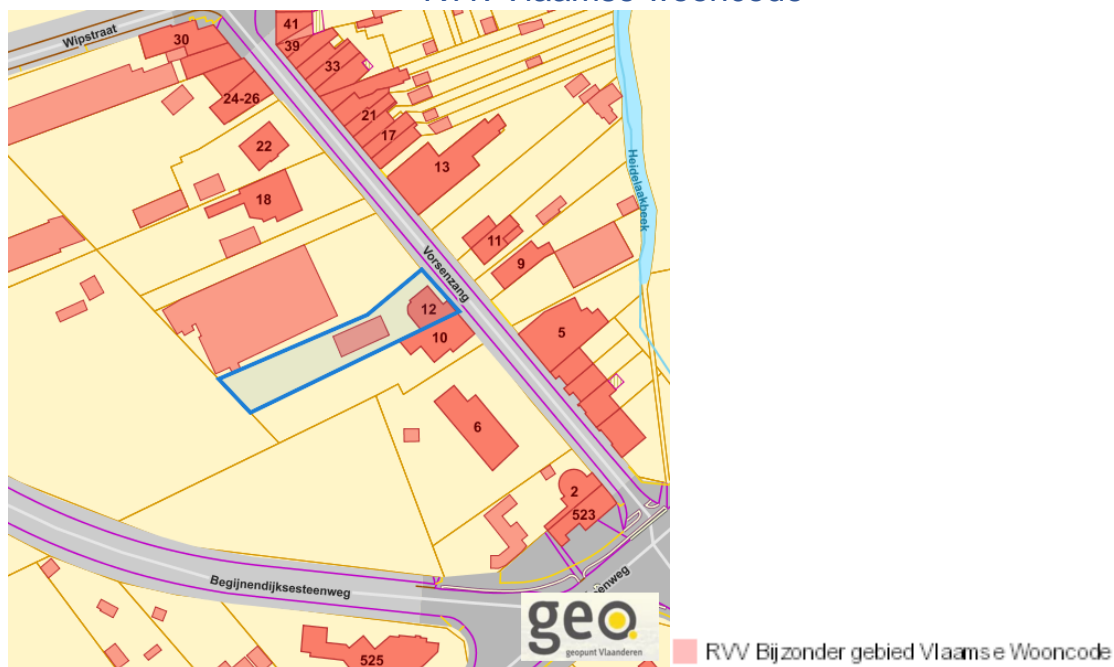 RVV Vlaamse wooncode
Wipstraat
30
41
39
33
24-26
21
17
22
13
18
Heidelaakbeek
11
9
Vorsenzang
12
10
5
6
2
523
Begijnendijksesteenweg
525
geo
geopunt Vlaanderen
RVV Bijzonder gebied Vlaamse Wooncode